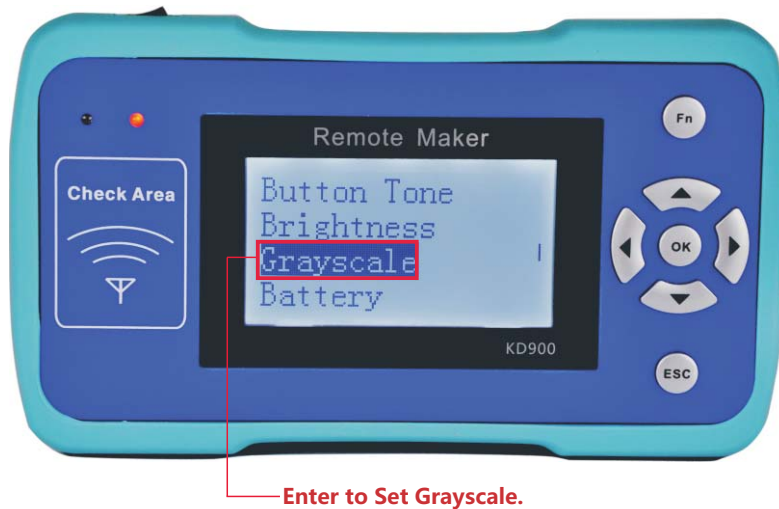 Remote Maker
Fn
Check Area
Button Tone
Brightness
Grayscale
Battery
OK
KD900
ESC
Enter to Set Grayscale.